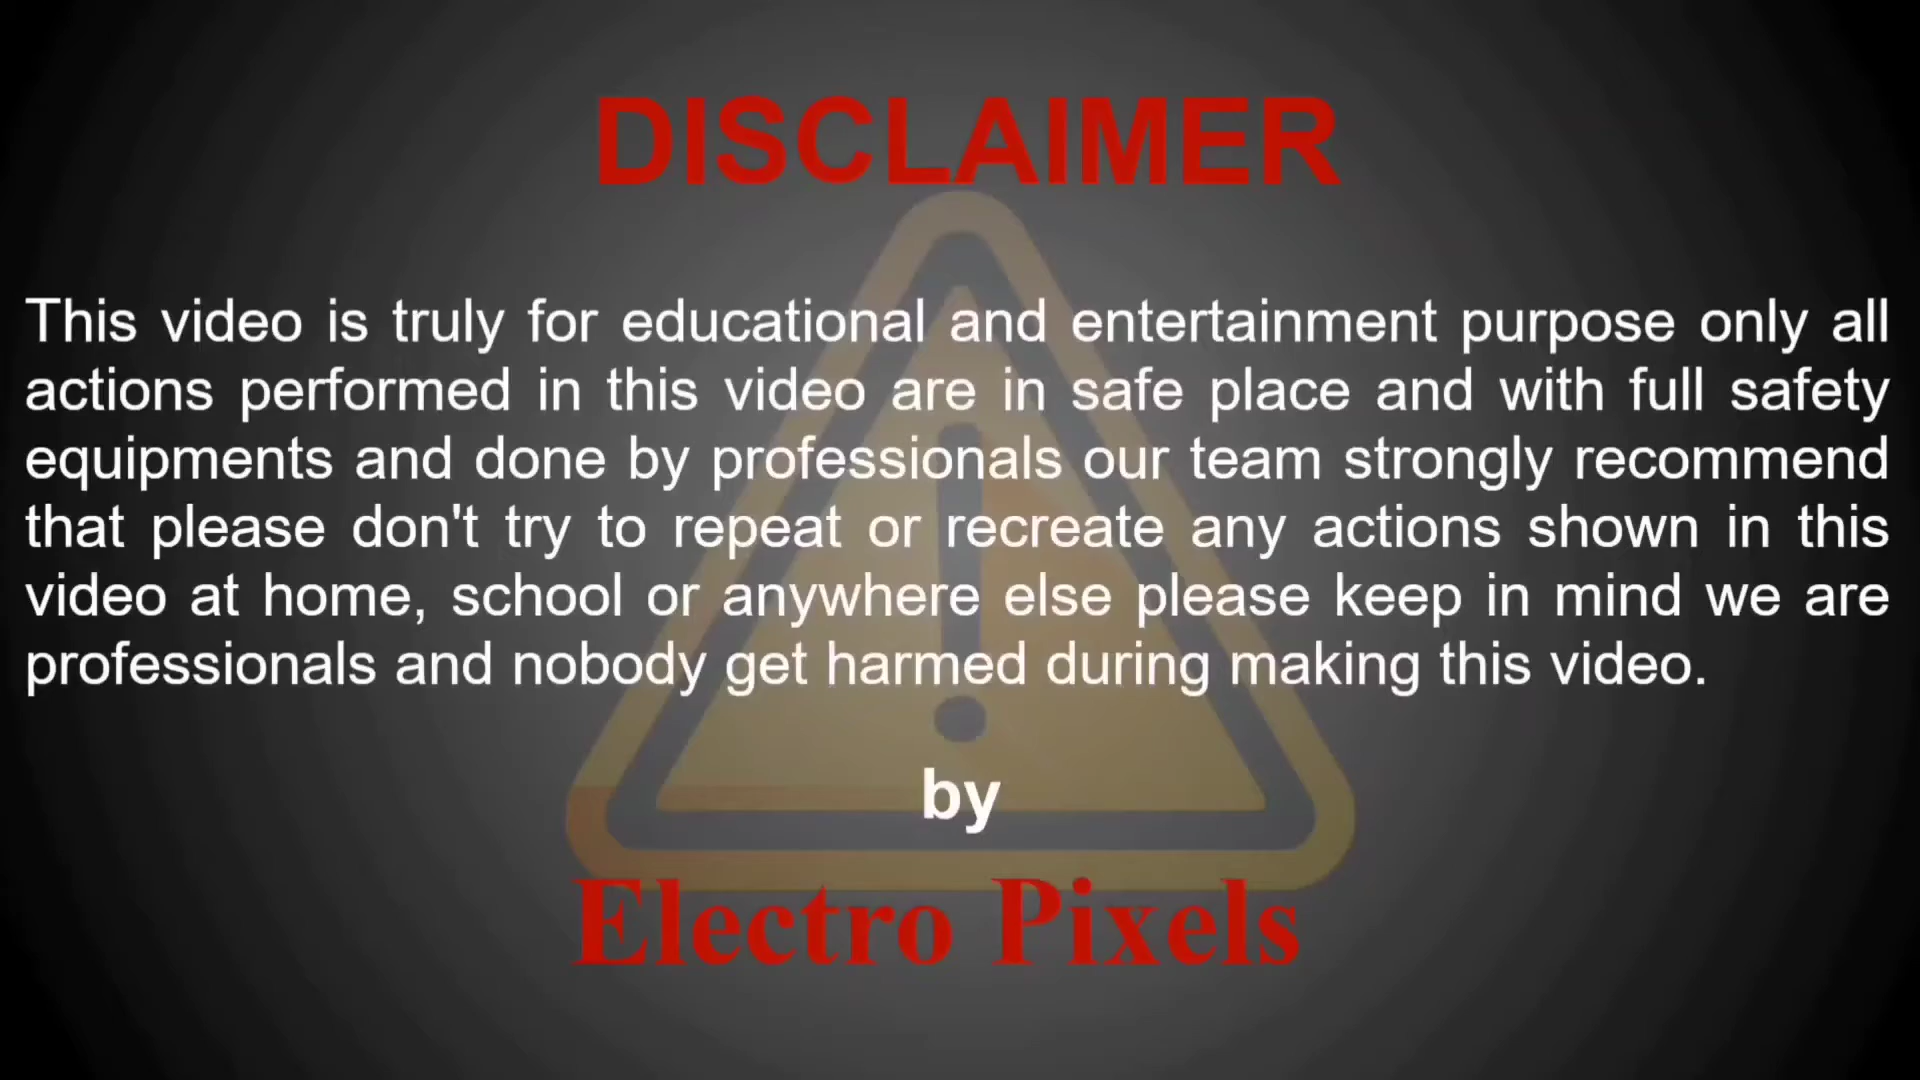 DISCLAIMER
This video is truly for educational and entertainment purpose only all
actions performed in this video are in safe place and with full safety
equipments and done by professionals our team strongly recommend
that please don't try to repeat or recreate any actions shown in this
video at home, school or anywhere else please keep in mind we are
professionals and nobody get harmed during making this video.
by
Electro Pixels